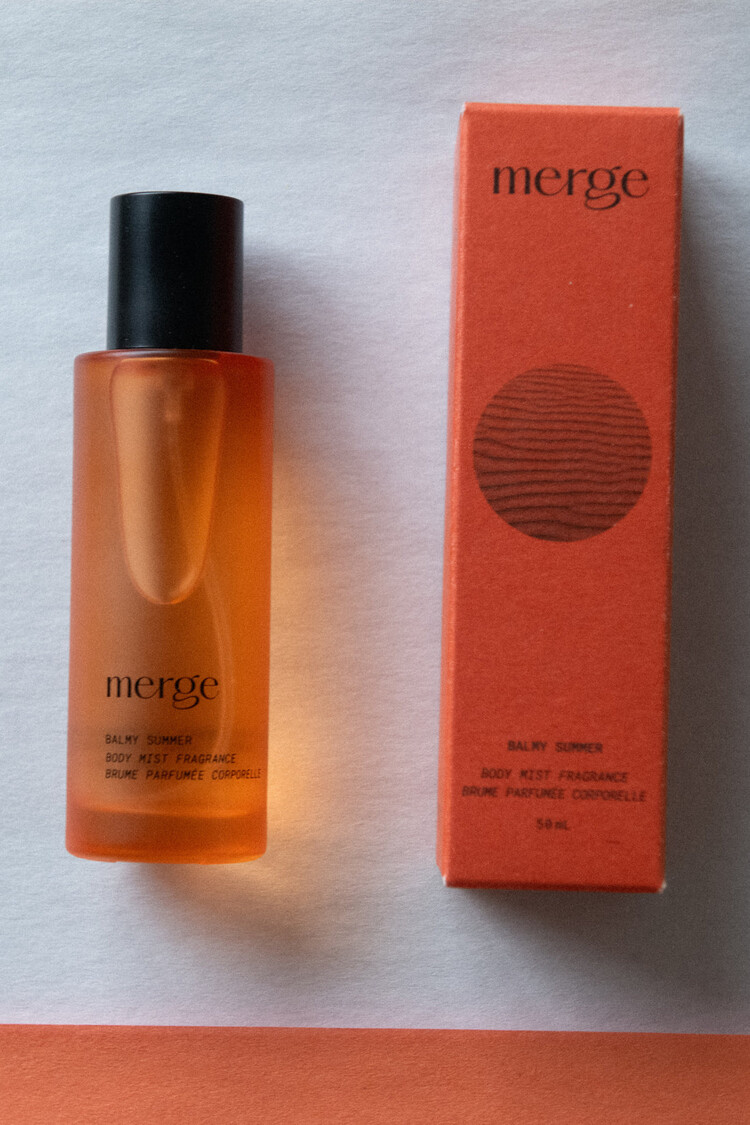 merge
BALMY SUMMER
BODY MIST FRAGRANCE
BRUME PARFUMÉE CORPORELLE
merge
BALMY SUMMER
BODY MIST FRAGRANCE
BRUME PARFUMÉE CORPORELLE
50 mL